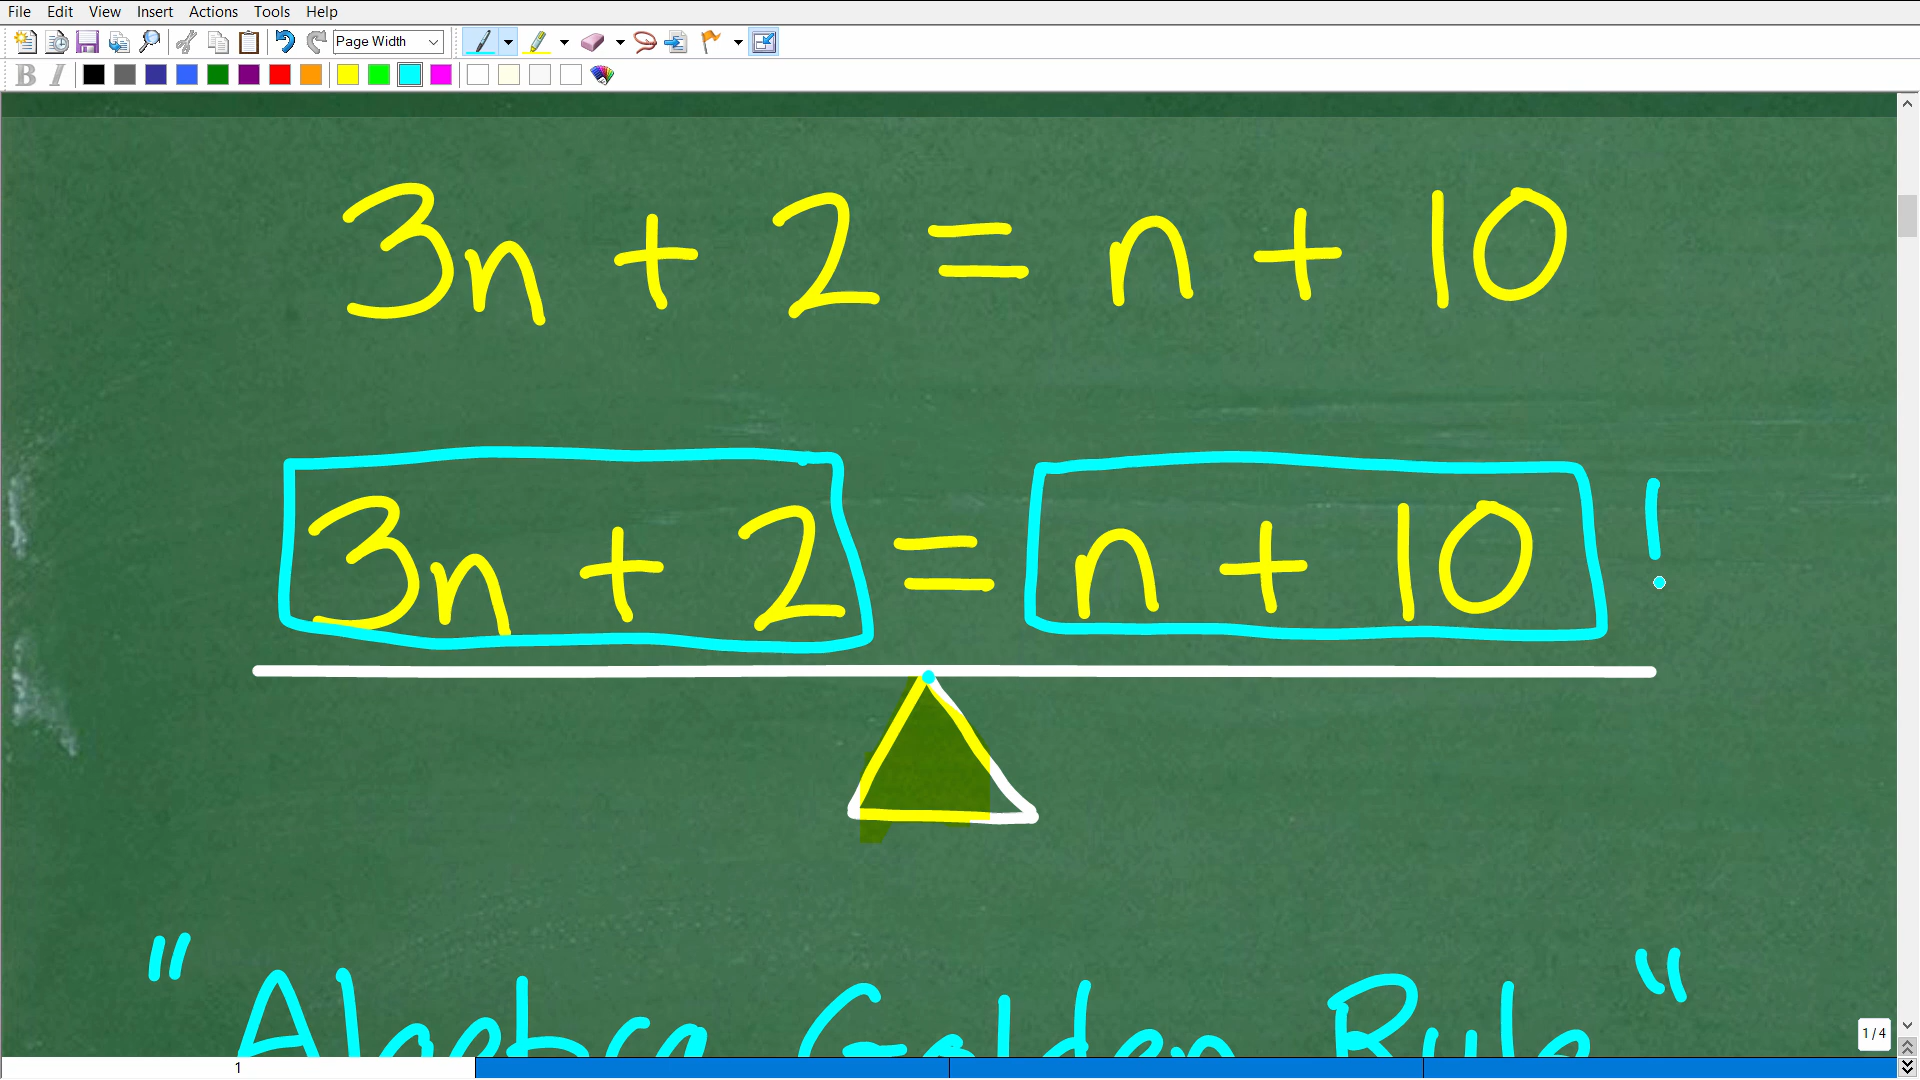 File Edit View Insert Actions Tools Help
Page Width
B I
3n + 2 = n + 10
3n + 2 = n + 10 !
"Algebra Golden Rule"
1 / 4
1